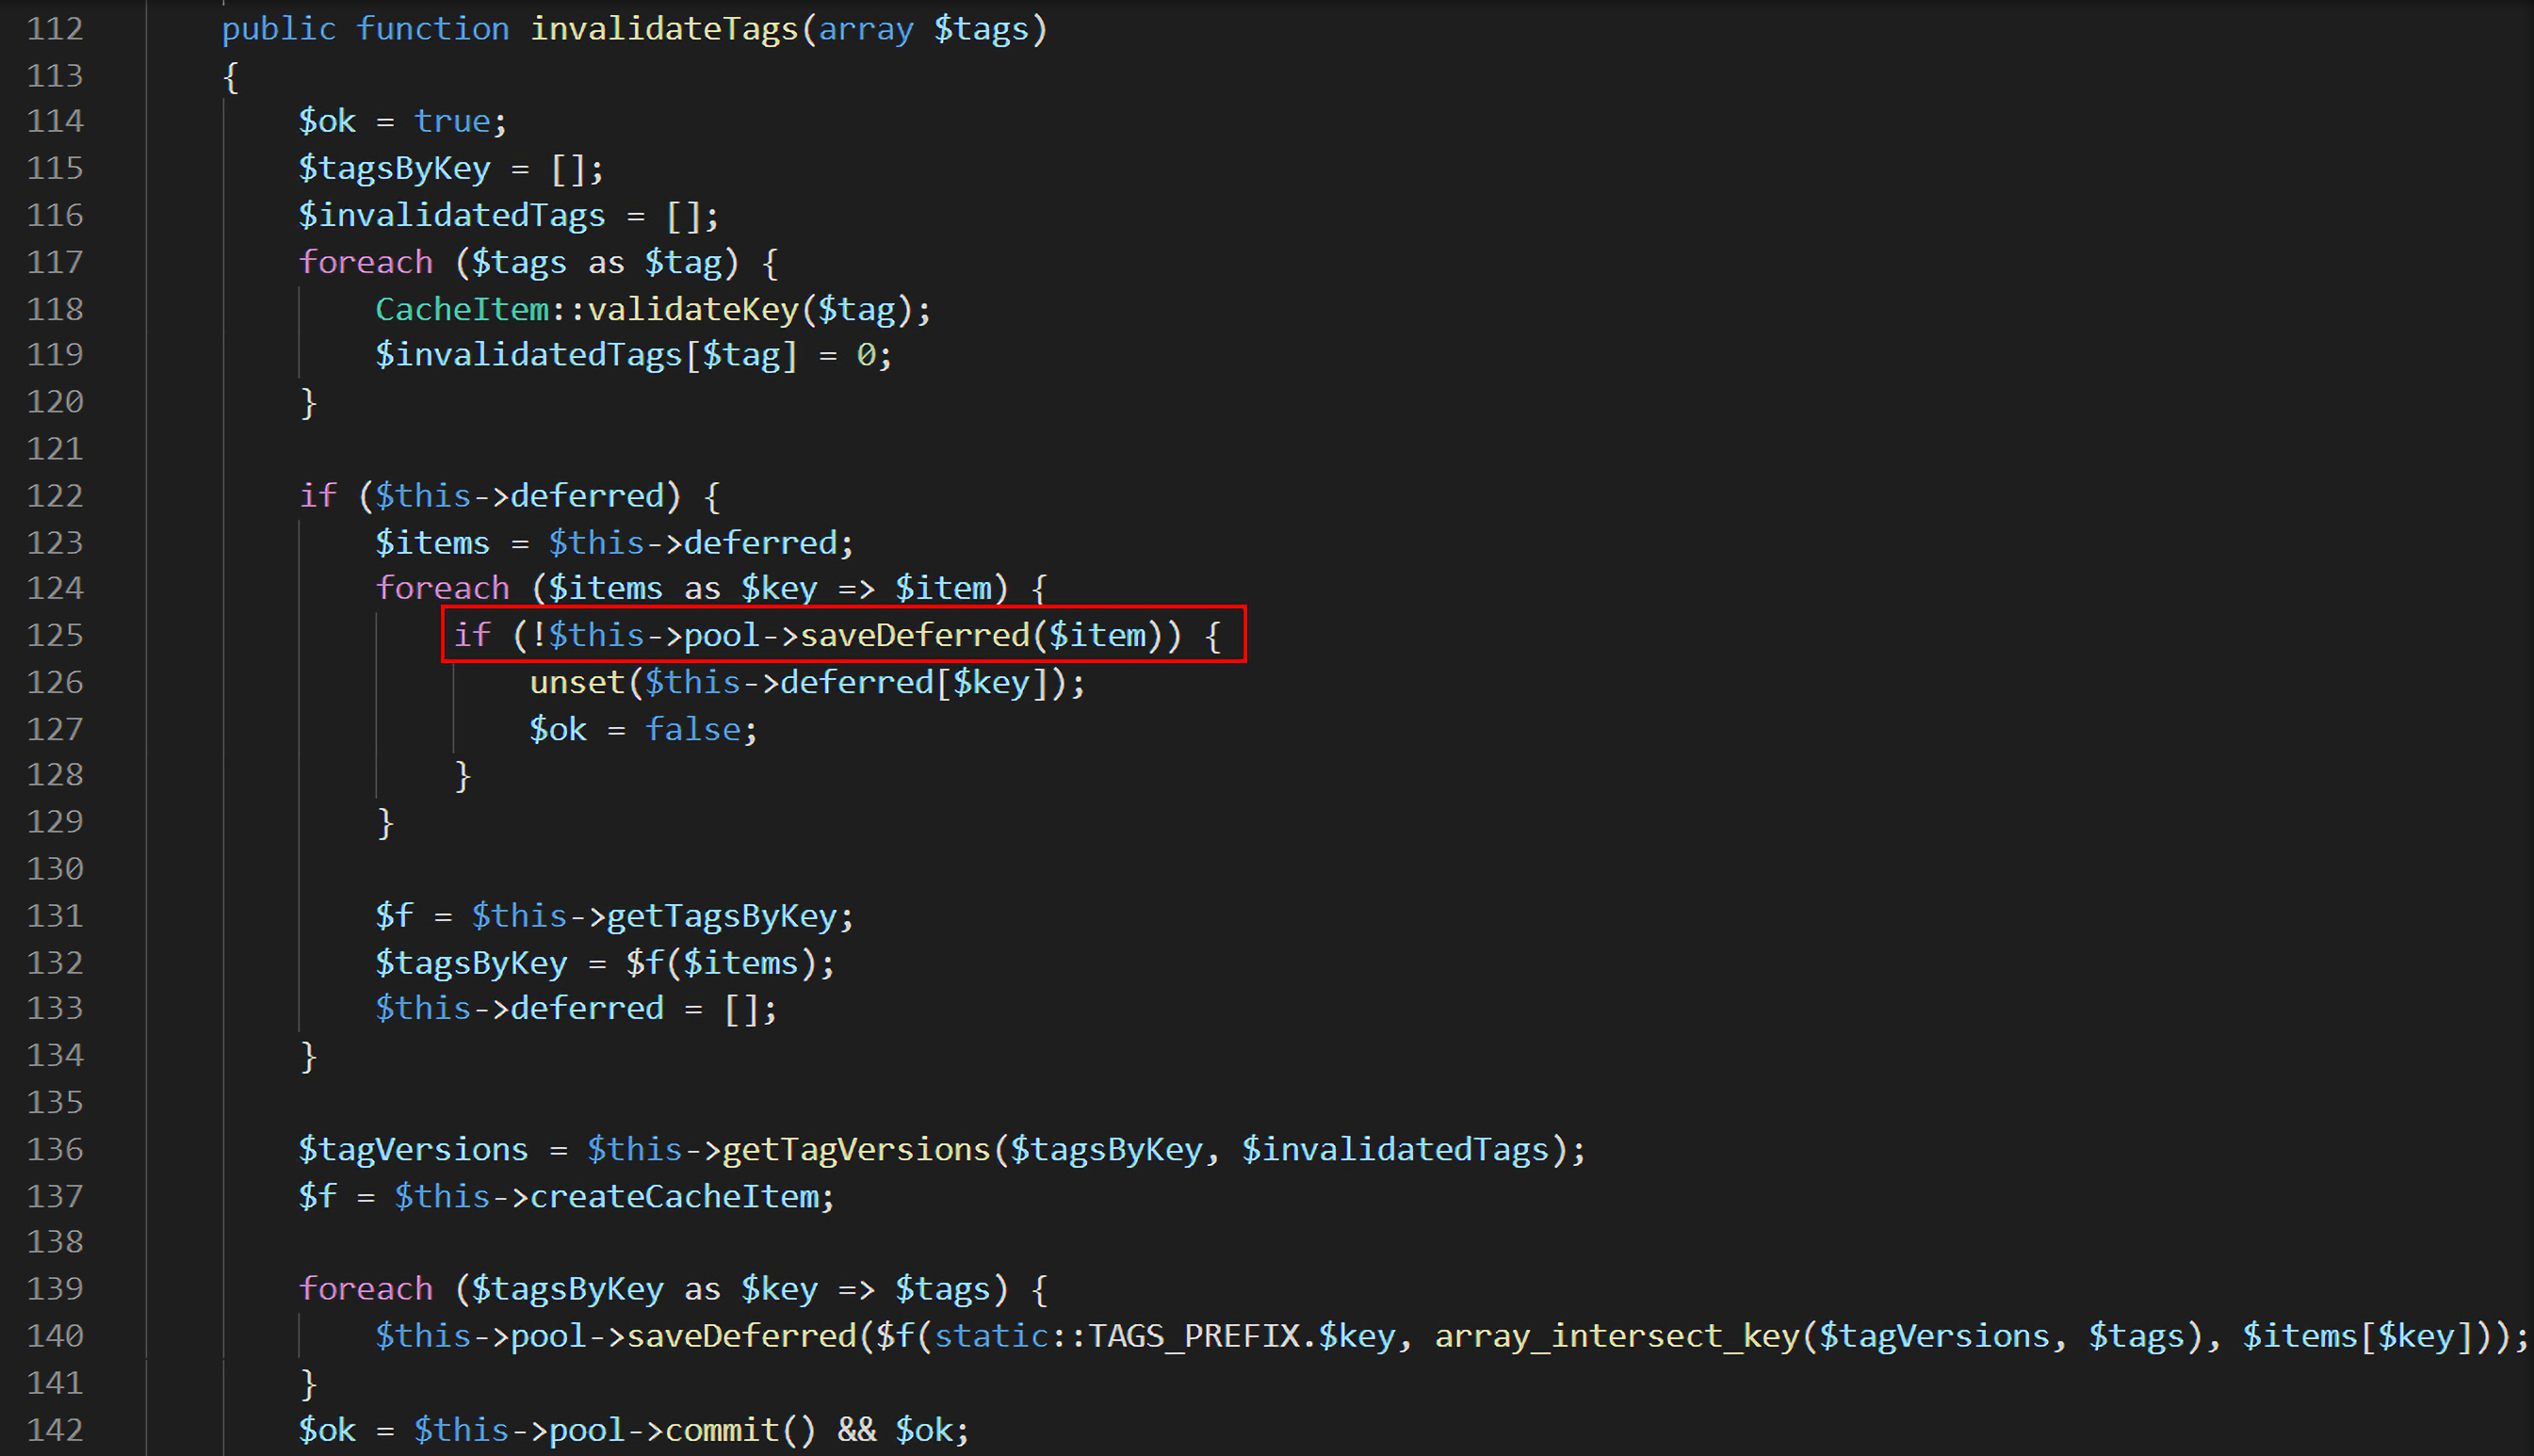 112 public function invalidateTags(array $tags)
113 {
114 $ok = true;
115 $tagsByKey = [];
116 $invalidatedTags = [];
117 foreach ($tags as $tag) {
118 CacheItem::validateKey($tag);
119 $invalidatedTags[$tag] = 0;
120 }
121
122 if ($this->deferred) {
123 $items = $this->deferred;
124 foreach ($items as $key => $item) {
125 if (!$this->pool->saveDeferred($item)) {
126 unset($this->deferred[$key]);
127 $ok = false;
128 }
129 }
130
131 $f = $this->getTagsByKey;
132 $tagsByKey = $f($items);
133 $this->deferred = [];
134 }
135
136 $tagVersions = $this->getTagVersions($tagsByKey, $invalidatedTags);
137 $f = $this->createCacheItem;
138
139 foreach ($tagsByKey as $key => $tags) {
140 $this->pool->saveDeferred($f(static::TAGS_PREFIX.$key, array_intersect_key($tagVersions, $tags), $items[$key]));
141 }
142 $ok = $this->pool->commit() && $ok;